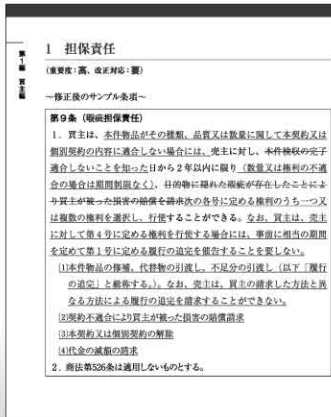 第1編 買主編
1 担保責任
(重要度:高、改正対応:要)
~修正後のサンプル条項~
第9条(瑕疵担保責任)
1.買主は、本件物品がその種類、品質又は数量に関して本契約又は
個別契約の内容に適合しない場合には、売主に対し、本件検収の完了
適合しないことを知った日から2年以内に限り(数量又は権利の不適
合の場合は期間制限なく)、目的物に隠れた瑕疵が存在したことによ
り買主が被った損害の賠償を請求次の各号に定める権利のうち一つ又
は複数の権利を選択し、行使することができる。なお、買主は、売主
に対して第4号に定める権利を行使する場合には、事前に相当の期間
を定めて第1号に定める履行の追完を催告することを要しない。
(1)本件物品の修補、代替物の引渡し、不足分の引渡し(以下「履行
の追完」と総称する。)。なお、売主は、買主の請求した方法と異
なる方法による履行の追完を請求することができない。
(2)契約不適合により買主が被った損害の賠償請求
(3)本契約又は個別契約の解除
(4)代金の減額の請求
2.商法第526条は適用しないものとする。